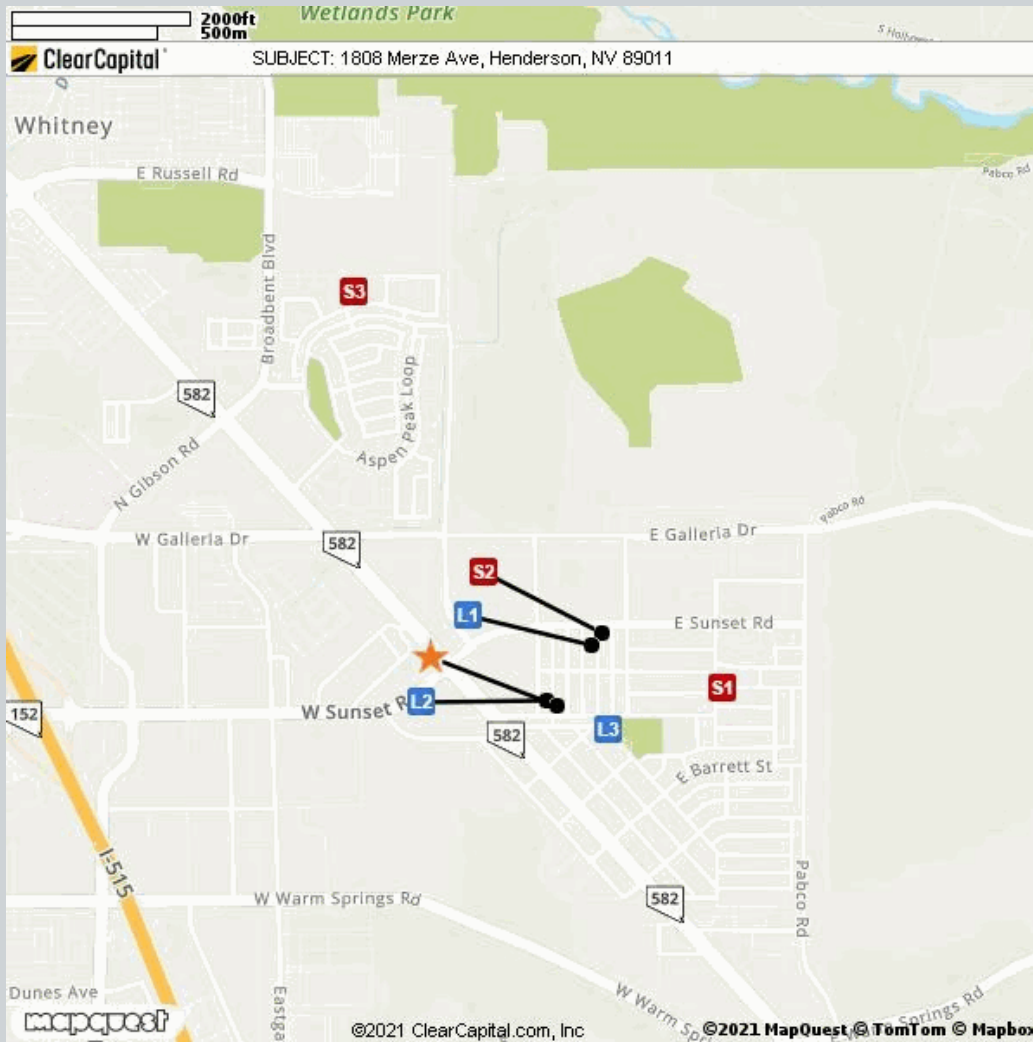 2000ft
500m
Wetlands Park
ClearCapital
SUBJECT: 1808 Merze Ave, Henderson, NV 89011
Whitney
E Russell Rd
Pabco Rd
S3
Broadbent Blvd
582
Aspen Peak Loop
N Gibson Rd
Pabco Rd
W Galleria Dr
582
E Galleria Dr
S2
L1
E Sunset Rd
S1
L2
W Sunset
152
582
L3
E Barrett St
I-515
W Warm Springs Rd
582
Pabco Rd
Dunes Ave
W Warm
Springs Rd
mapquest
©2021 ClearCapital.com, Inc
©2021 MapQuest © TomTom © Mapbox